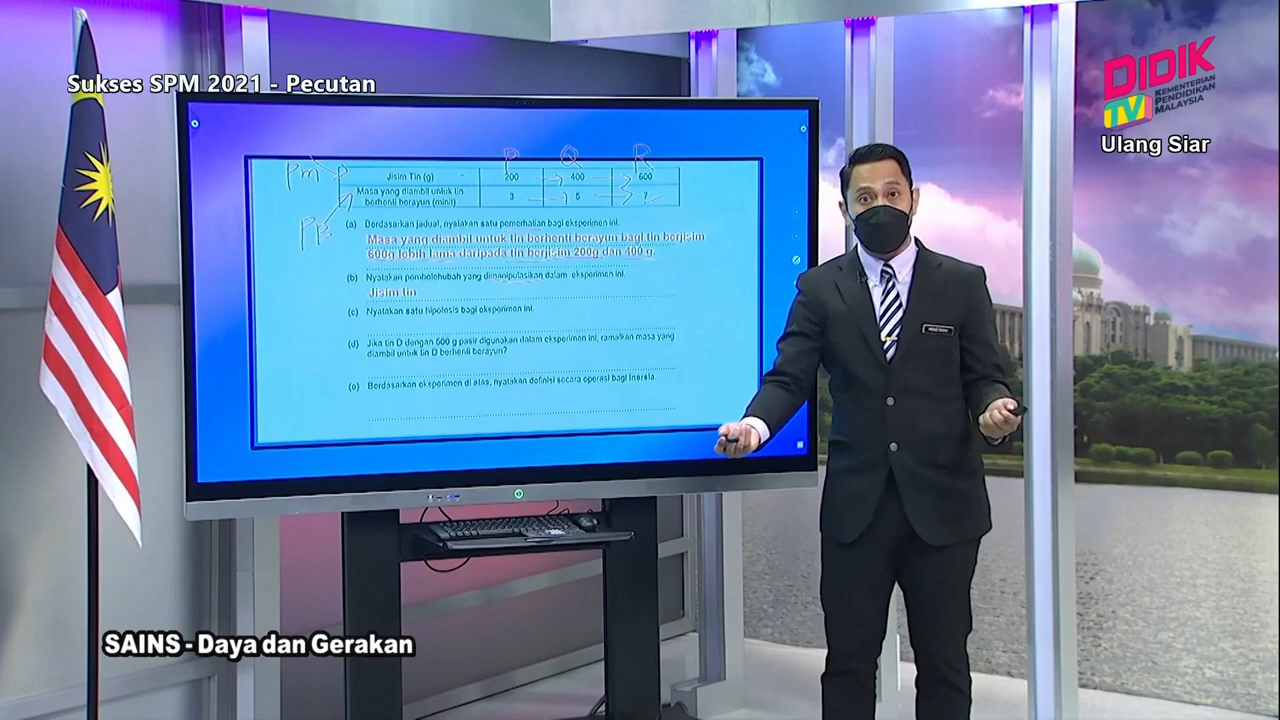 Sukses SPM 2021 - Pecutan
DIDIK
TV
KEMENTERIAN
PENDIDIKAN
MALAYSIA
Ulang Siar
P Q R
Jisim Tin (g) 200 400 600
Masa yang diambil untuk tin
berhenti berayun (minit) 3 5 7
(a) Berdasarkan jadual, nyatakan satu pemerhatian bagi eksperimen ini.
Masa yang diambil untuk tin berhenti berayun bagi tin berjisim
600g lebih lama daripada tin berjisim 200g dan 400 g.
(b) Nyatakan pembolehubah yang dimanipulasikan dalam eksperimen ini.
Jisim tin
(c) Nyatakan satu hipotesis bagi eksperimen ini.
(d) Jika tin D dengan 500 g pasir digunakan dalam eksperimen ini, ramalkan masa yang
diambil untuk tin D berhenti berayun?
(e) Berdasarkan eksperimen di atas, nyatakan definisi secara operasi bagi inersia.
SAINS - Daya dan Gerakan